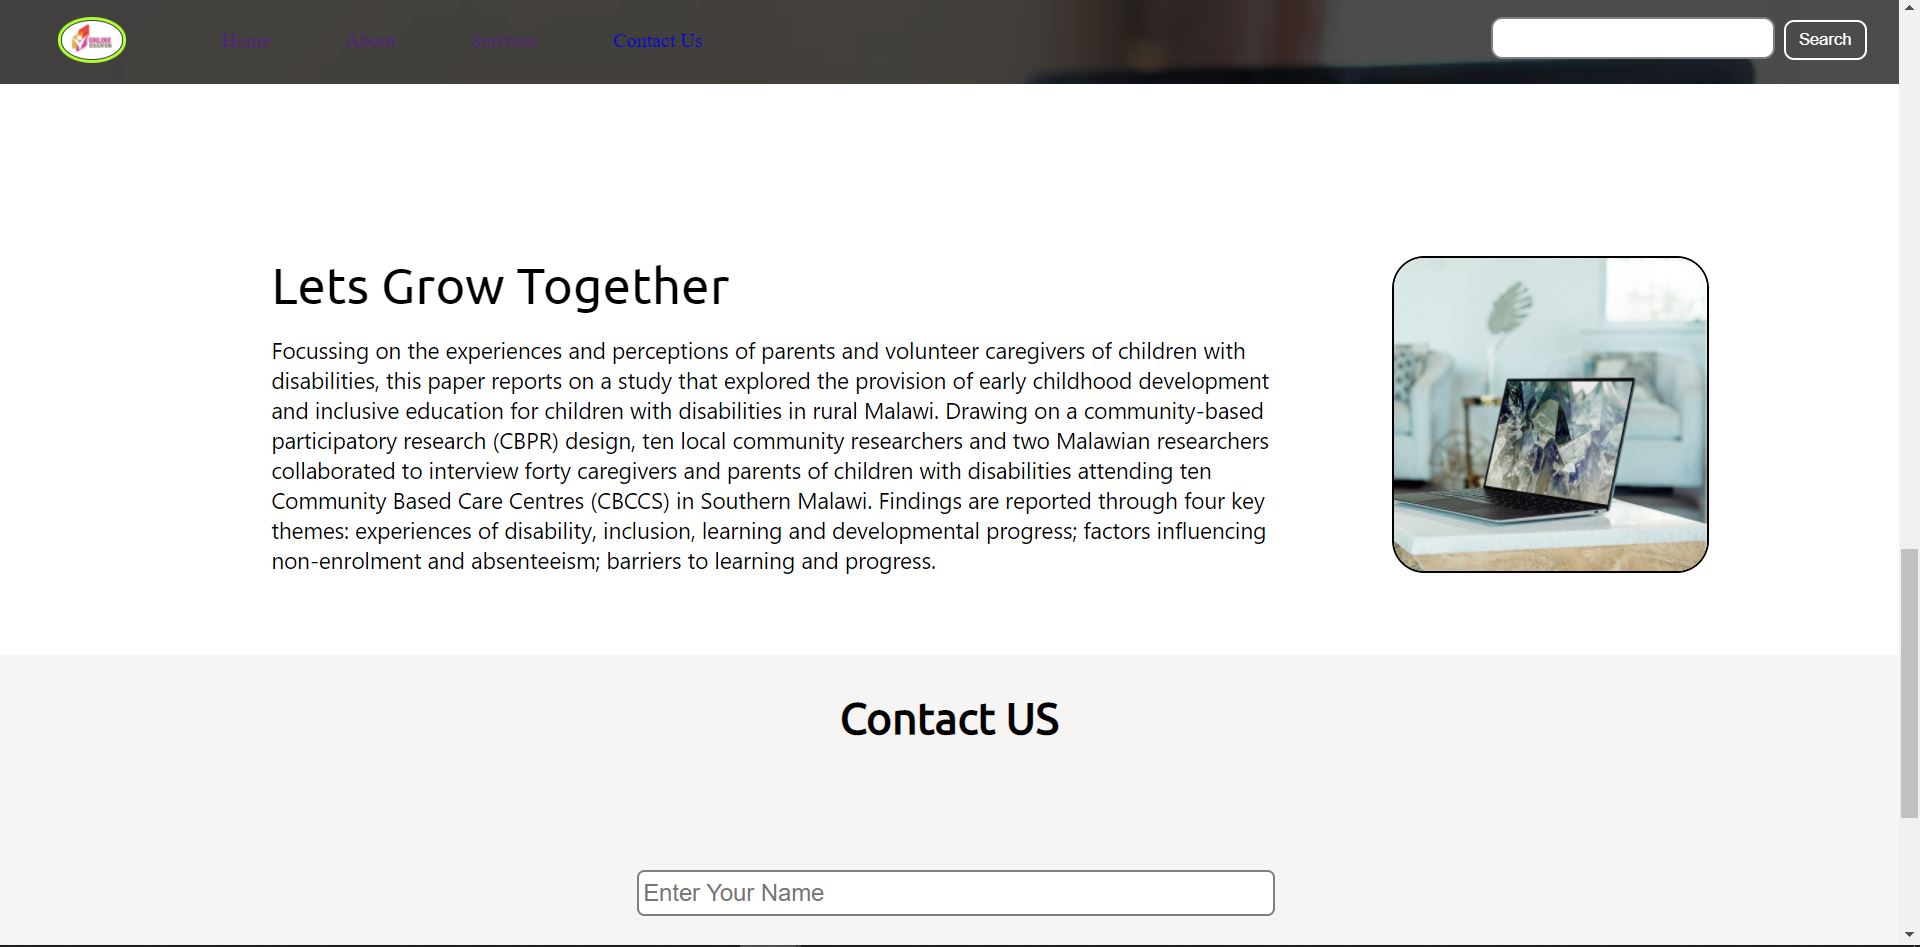 ONLINE
EDUCATION
Home
About
Serivces
Contact Us
Search
Lets Grow Together
Focussing on the experiences and perceptions of parents and volunteer caregivers of children with
disabilities, this paper reports on a study that explored the provision of early childhood development
and inclusive education for children with disabilities in rural Malawi. Drawing on a community-based
participatory research (CBPR) design, ten local community researchers and two Malawian researchers
collaborated to interview forty caregivers and parents of children with disabilities attending ten
Community Based Care Centres (CBCCS) in Southern Malawi. Findings are reported through four key
themes: experiences of disability, inclusion, learning and developmental progress; factors influencing
non-enrolment and absenteeism; barriers to learning and progress.
Contact US
Enter Your Name